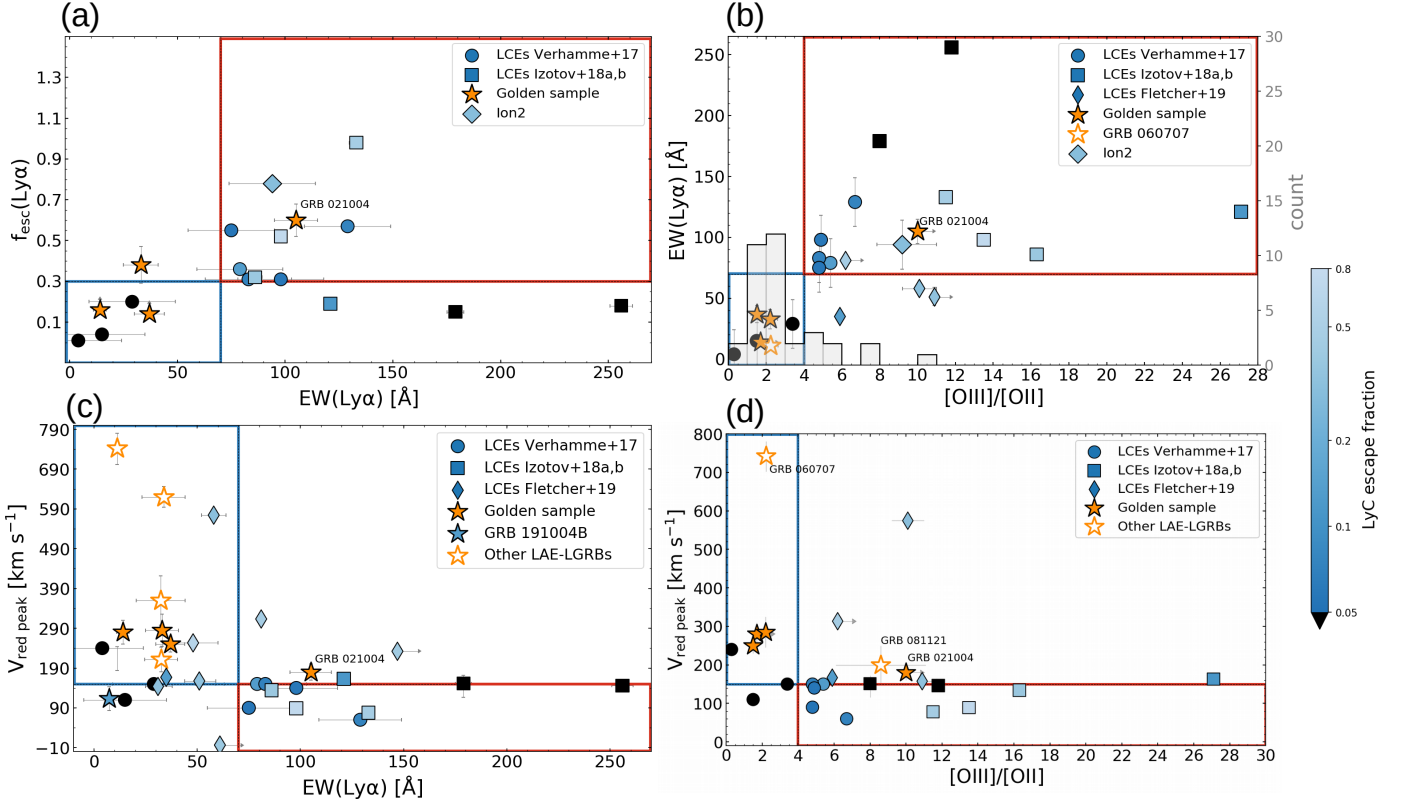 (a)
f_esc(Lyα)
1.3
1.1
0.9
0.7
0.5
0.3
0.1
LCEs Verhamme+17
LCEs Izotov+18a,b
Golden sample
Ion2
GRB 021004
0 50 100 150 200 250
EW(Lyα) [Å]
(b)
EW(Lyα) [Å]
250
200
150
100
50
0
LCEs Verhamme+17
LCEs Izotov+18a,b
LCEs Fletcher+19
Golden sample
GRB 060707
Ion2
GRB 021004
30
25
20
15
10
5
0
count
0 2 4 6 8 10 12 14 16 18 20 22 24 26 28
[OIII]/[OII]
(c)
V_red peak [km s⁻¹]
790
690
590
490
390
290
190
90
−10
LCEs Verhamme+17
LCEs Izotov+18a,b
LCEs Fletcher+19
Golden sample
GRB 191004B
Other LAE-LGRBs
GRB 021004
0 50 100 150 200 250
EW(Lyα) [Å]
(d)
V_red peak [km s⁻¹]
800
700
600
500
400
300
200
100
0
LCEs Verhamme+17
LCEs Izotov+18a,b
LCEs Fletcher+19
Golden sample
Other LAE-LGRBs
GRB 060707
GRB 081121
GRB 021004
0 2 4 6 8 10 12 14 16 18 20 22 24 26 28 30
[OIII]/[OII]
0.8
0.5
0.2
0.1
0.05
LyC escape fraction